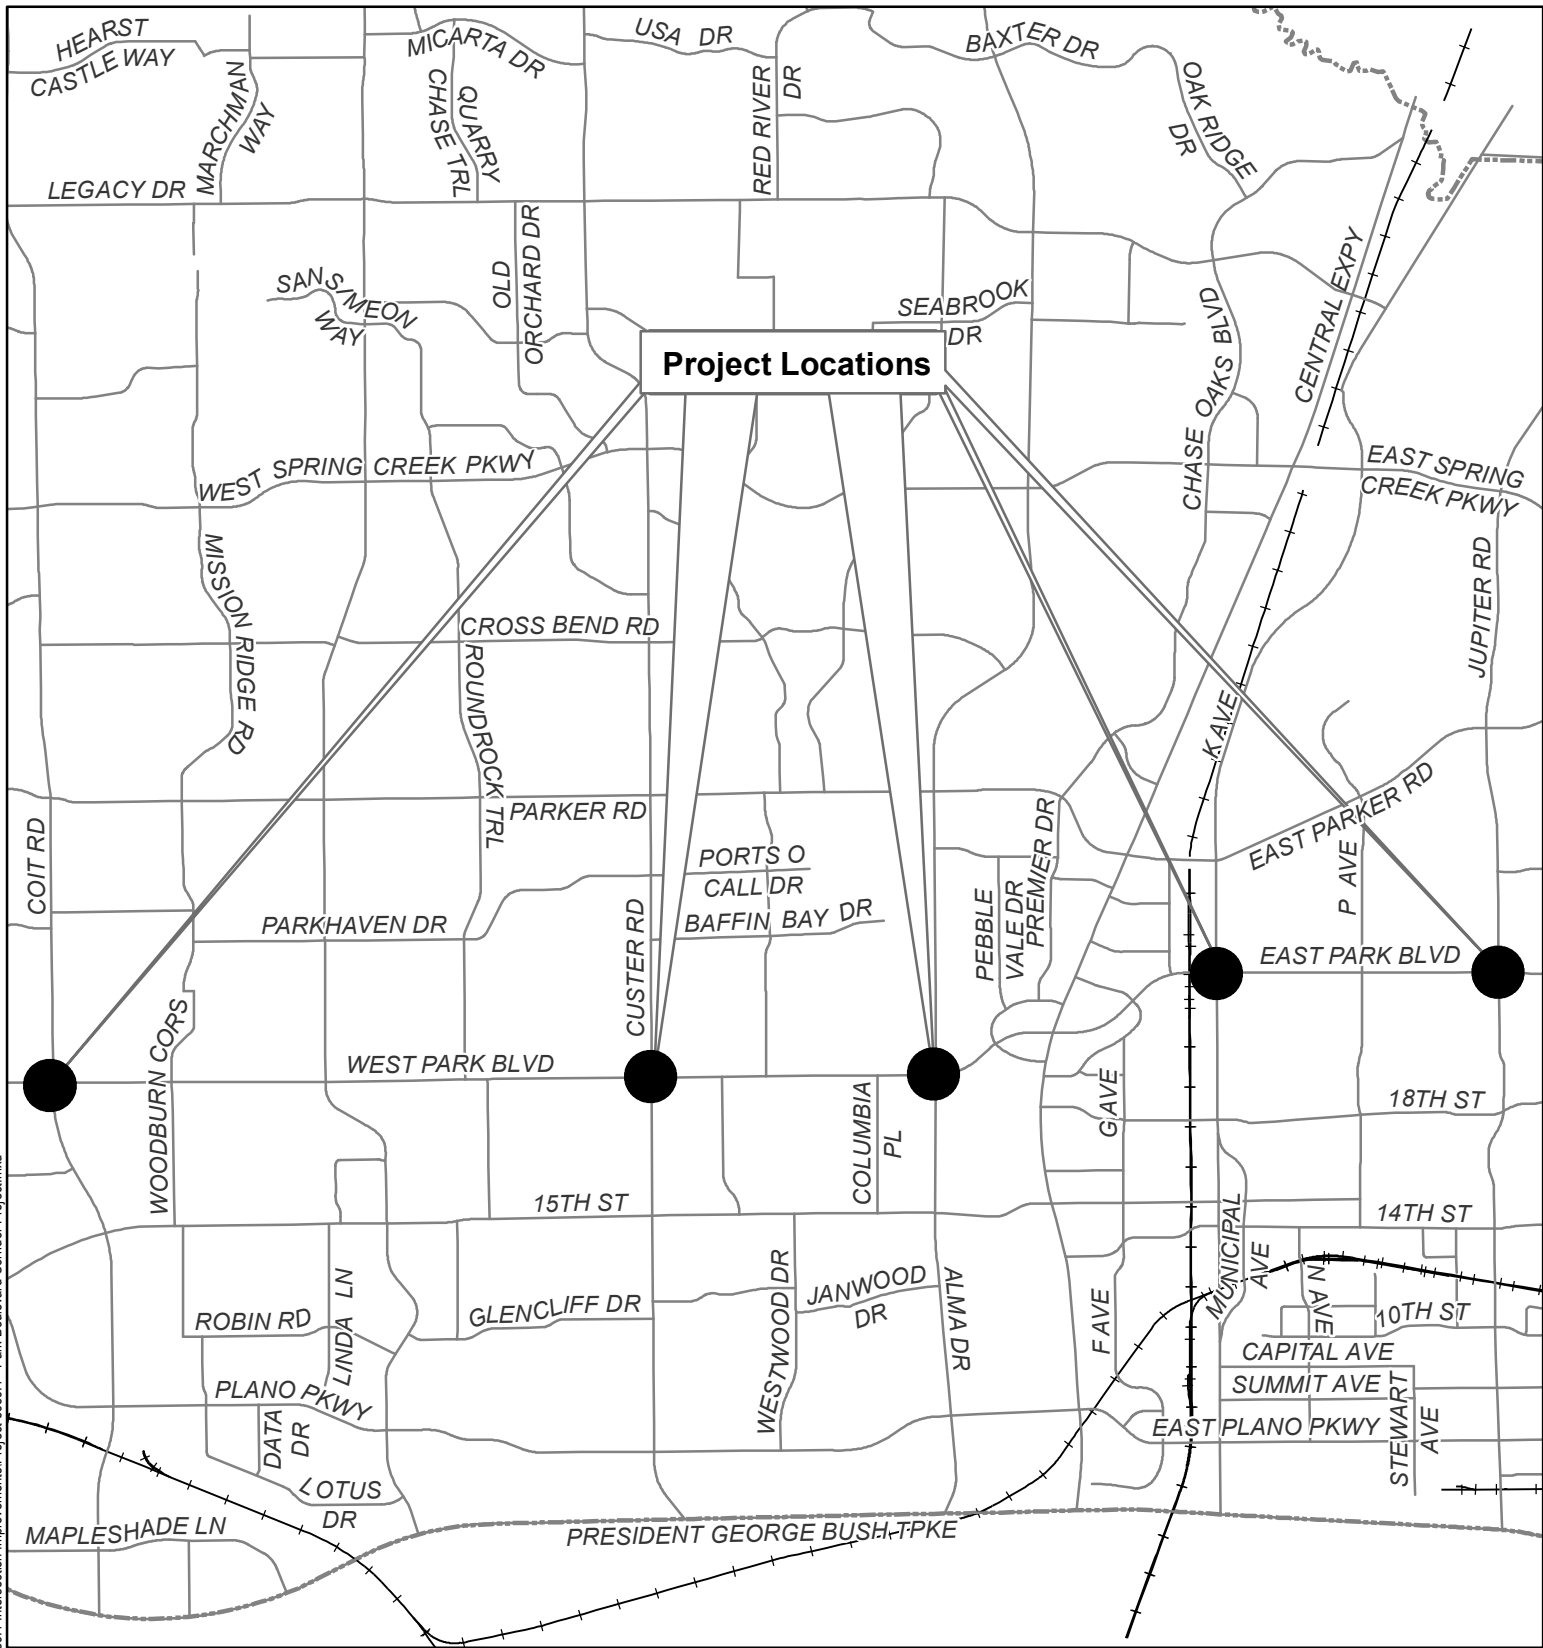 HEARST
CASTLE WAY
MICARTA DR
USA DR
BAXTER DR
MARCHMAN
WAY
QUARRY
CHASE TRL
RED RIVER
DR
OAK RIDGE
DR
LEGACY DR
OLD
ORCHARD DR
SAN SIMEON
WAY
SEABROOK
DR
CENTRAL EXPY
CHASE OAKS BLVD
Project Locations
WEST SPRING CREEK PKWY
EAST SPRING
CREEK PKWY
MISSION RIDGE RD
JUPITER RD
CROSS BEND RD
ROUNDROCK TRL
K AVE
PARKER RD
EAST PARKER RD
COIT RD
PORTS O
CALL DR
BAFFIN BAY DR
PREMIER DR
P AVE
PARKHAVEN DR
CUSTER RD
PEBBLE
VALE DR
EAST PARK BLVD
WOODBURN CORS
WEST PARK BLVD
COLUMBIA
PL
G AVE
18TH ST
15TH ST
MUNICIPAL
AVE
14TH ST
ROBIN RD
LINDA LN
GLENCLIFF DR
WESTWOOD DR
JANWOOD
DR
ALMA DR
F AVE
N AVE
10TH ST
CAPITAL AVE
SUMMIT AVE
STEWART
AVE
PLANO PKWY
EAST PLANO PKWY
DATA
DR
LOTUS
DR
MAPLESHADE LN
PRESIDENT GEORGE BUSH TPKE